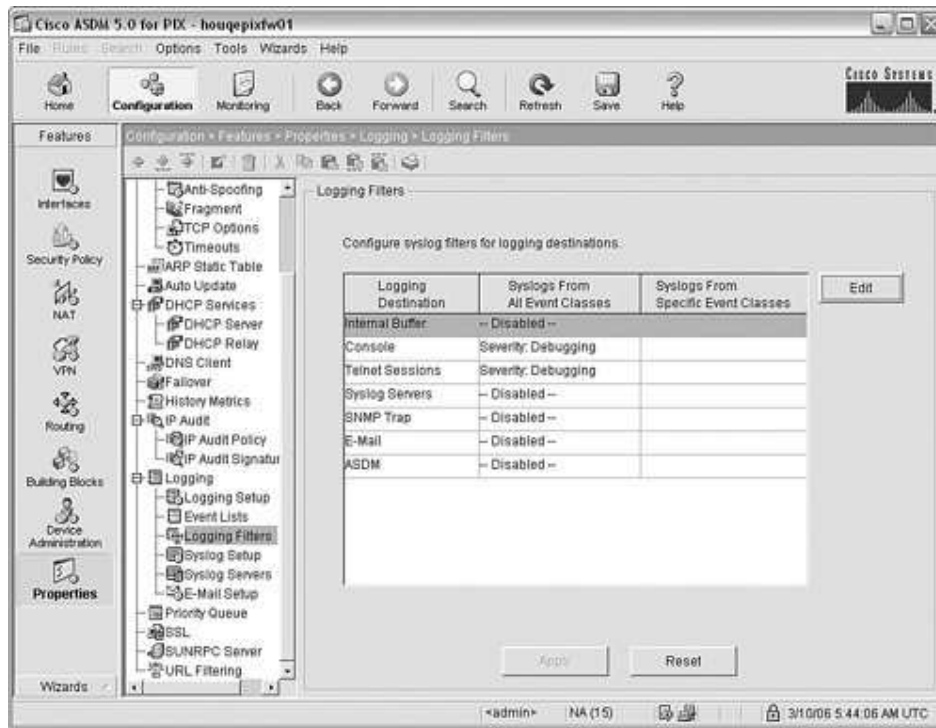 Cisco ASDM 5.0 for PIX - houqepixfw01
File Rules Search Options Tools Wizards Help
Home Configuration Monitoring Back Forward Search Refresh Save Help
CISCO SYSTEMS
Features
Configuration > Features > Properties > Logging > Logging Filters
Interfaces
Security Policy
NAT
VPN
Routing
Building Blocks
Device Administration
Properties
Wizards
Anti-Spoofing
Fragment
TCP Options
Timeouts
ARP Static Table
Auto Update
DHCP Services
DHCP Server
DHCP Relay
DNS Client
Failover
History Metrics
IP Audit
IP Audit Policy
IP Audit Signatur
Logging
Logging Setup
Event Lists
Logging Filters
Syslog Setup
Syslog Servers
E-Mail Setup
Priority Queue
SSL
SUNRPC Server
URL Filtering
Logging Filters
Configure syslog filters for logging destinations.
Logging Destination Syslogs From All Event Classes Syslogs From Specific Event Classes
Internal Buffer -- Disabled --
Console Severity: Debugging
Telnet Sessions Severity: Debugging
Syslog Servers -- Disabled --
SNMP Trap -- Disabled --
E-Mail -- Disabled --
ASDM -- Disabled --
Edit
Apply Reset
<admin> NA (15) 3/10/06 5:44:06 AM UTC